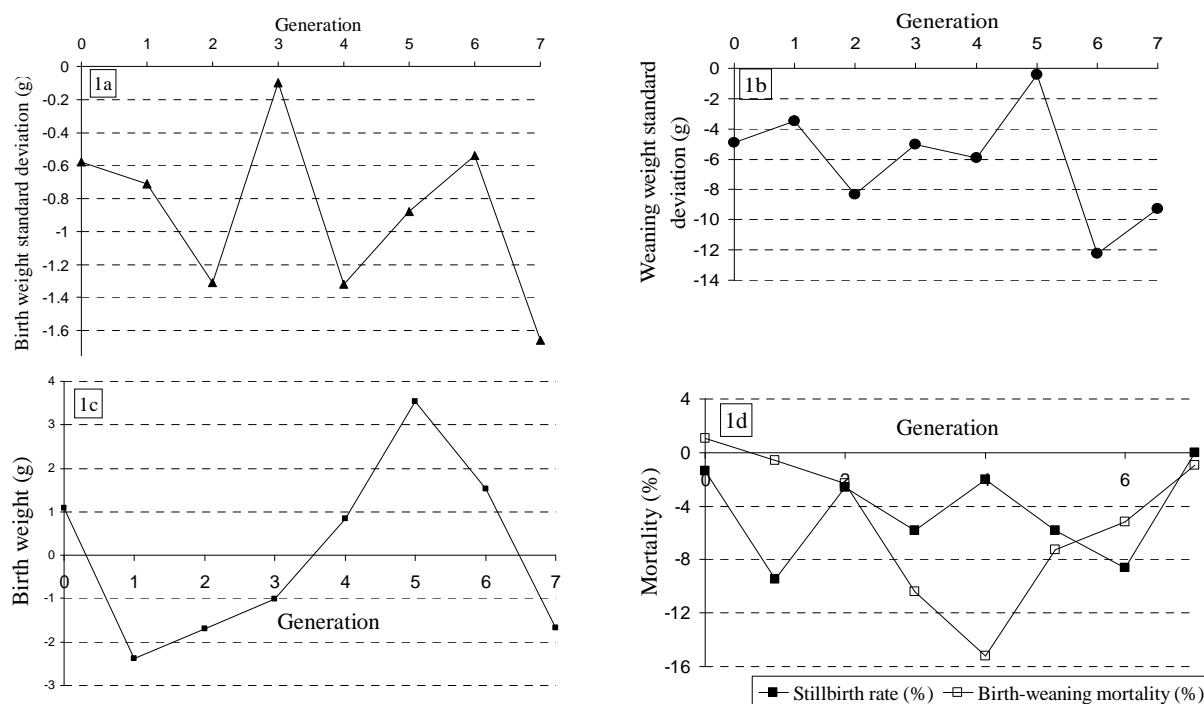 Generation
0 1 2 3 4 5 6 7
0
-0.2
-0.4
-0.6
-0.8
-1
-1.2
-1.4
-1.6
Birth weight standard deviation (g)
1a
Generation
0 1 2 3 4 5 6 7
0
-2
-4
-6
-8
-10
-12
-14
Weaning weight standard
deviation (g)
1b
4
3
2
1
0
-1
-2
-3
Birth weight (g)
1c
0 1 2 3 4 5 6 7
Generation
4
0
-4
-8
-12
-16
Mortality (%)
1d
Generation
0 2 4 6
Stillbirth rate (%) Birth-weaning mortality (%)